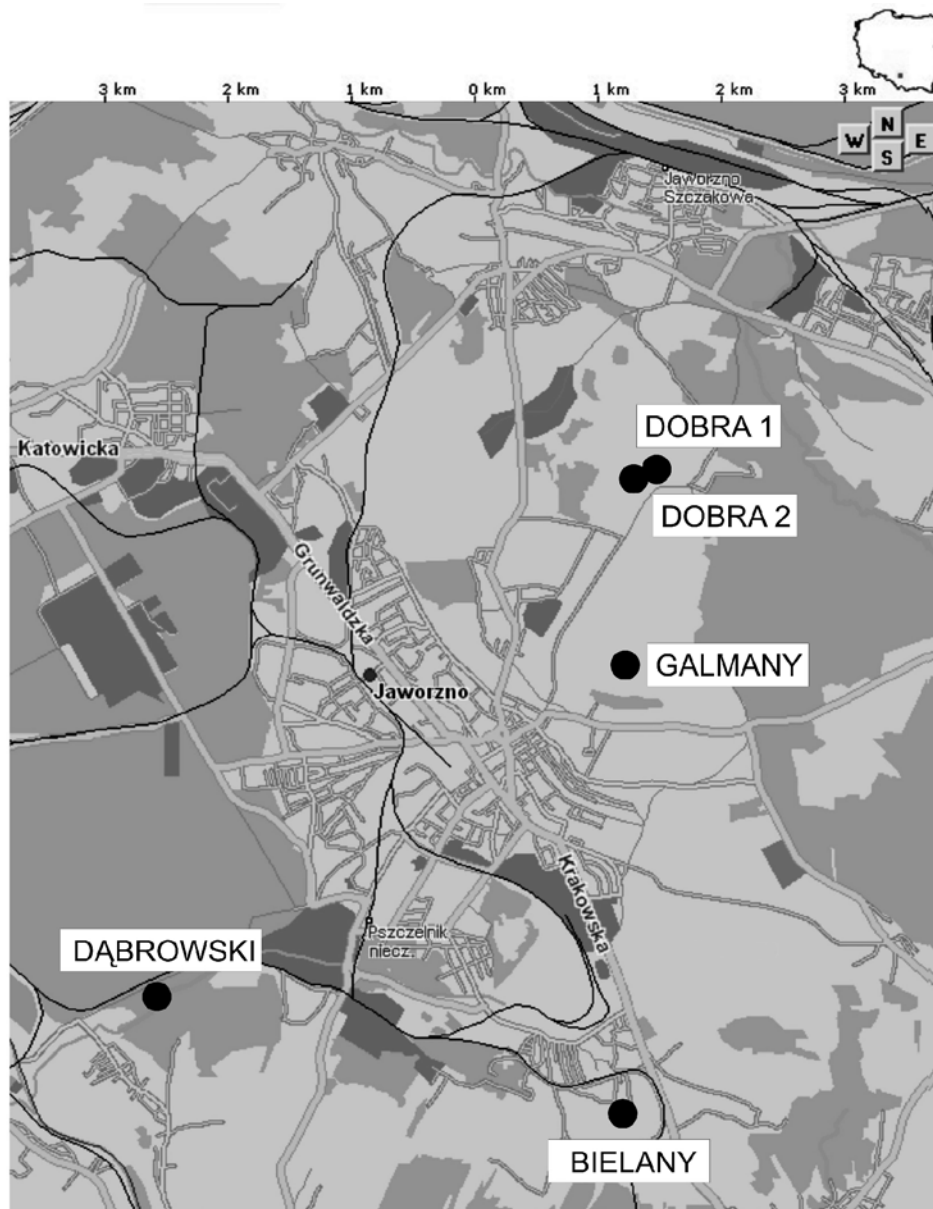 3 km 2 km 1 km 0 km 1 km 2 km 3 km
N
W E
S
Jaworzno
Szczakowa
DOBRA 1
Katowicka
DOBRA 2
Grunwaldzka
GALMANY
Jaworzno
Krakowska
Pszczelnik
niecz.
DĄBROWSKI
BIELANY